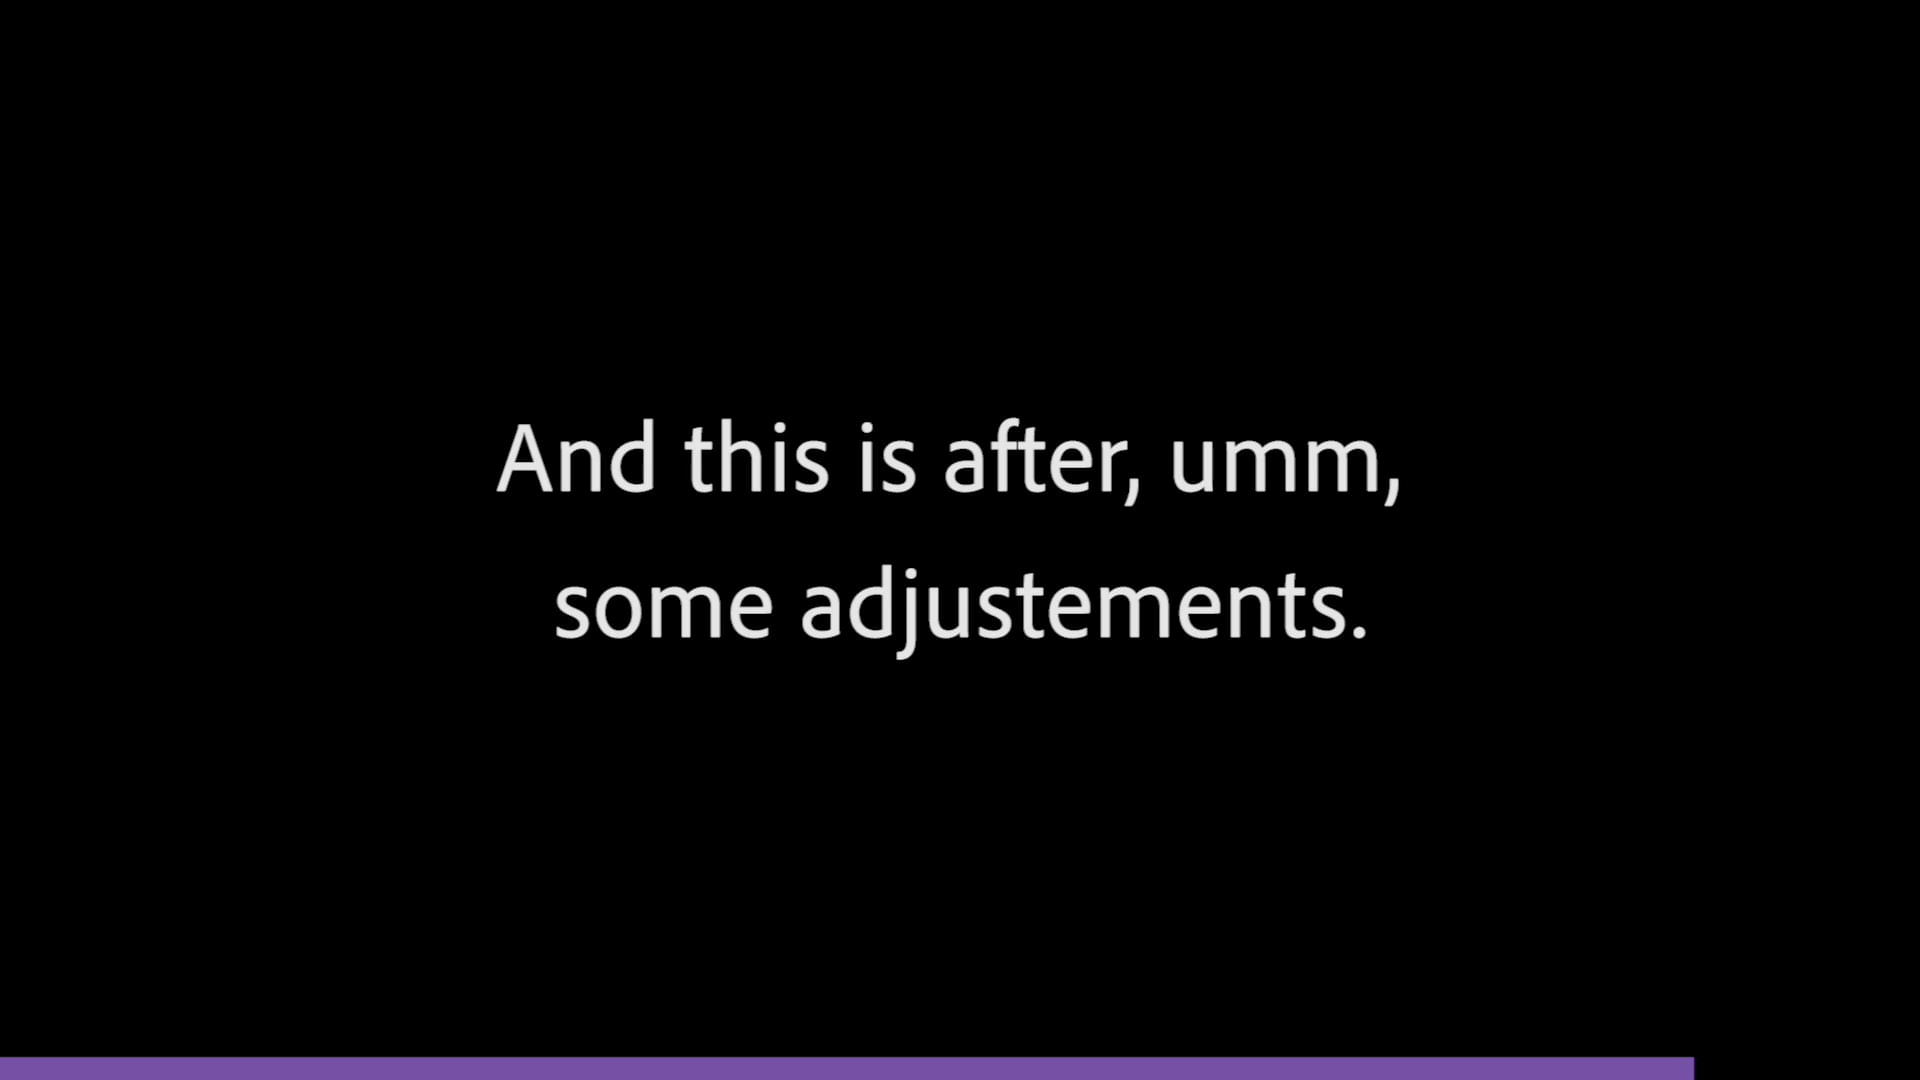 And this is after, umm,
some adjustements.